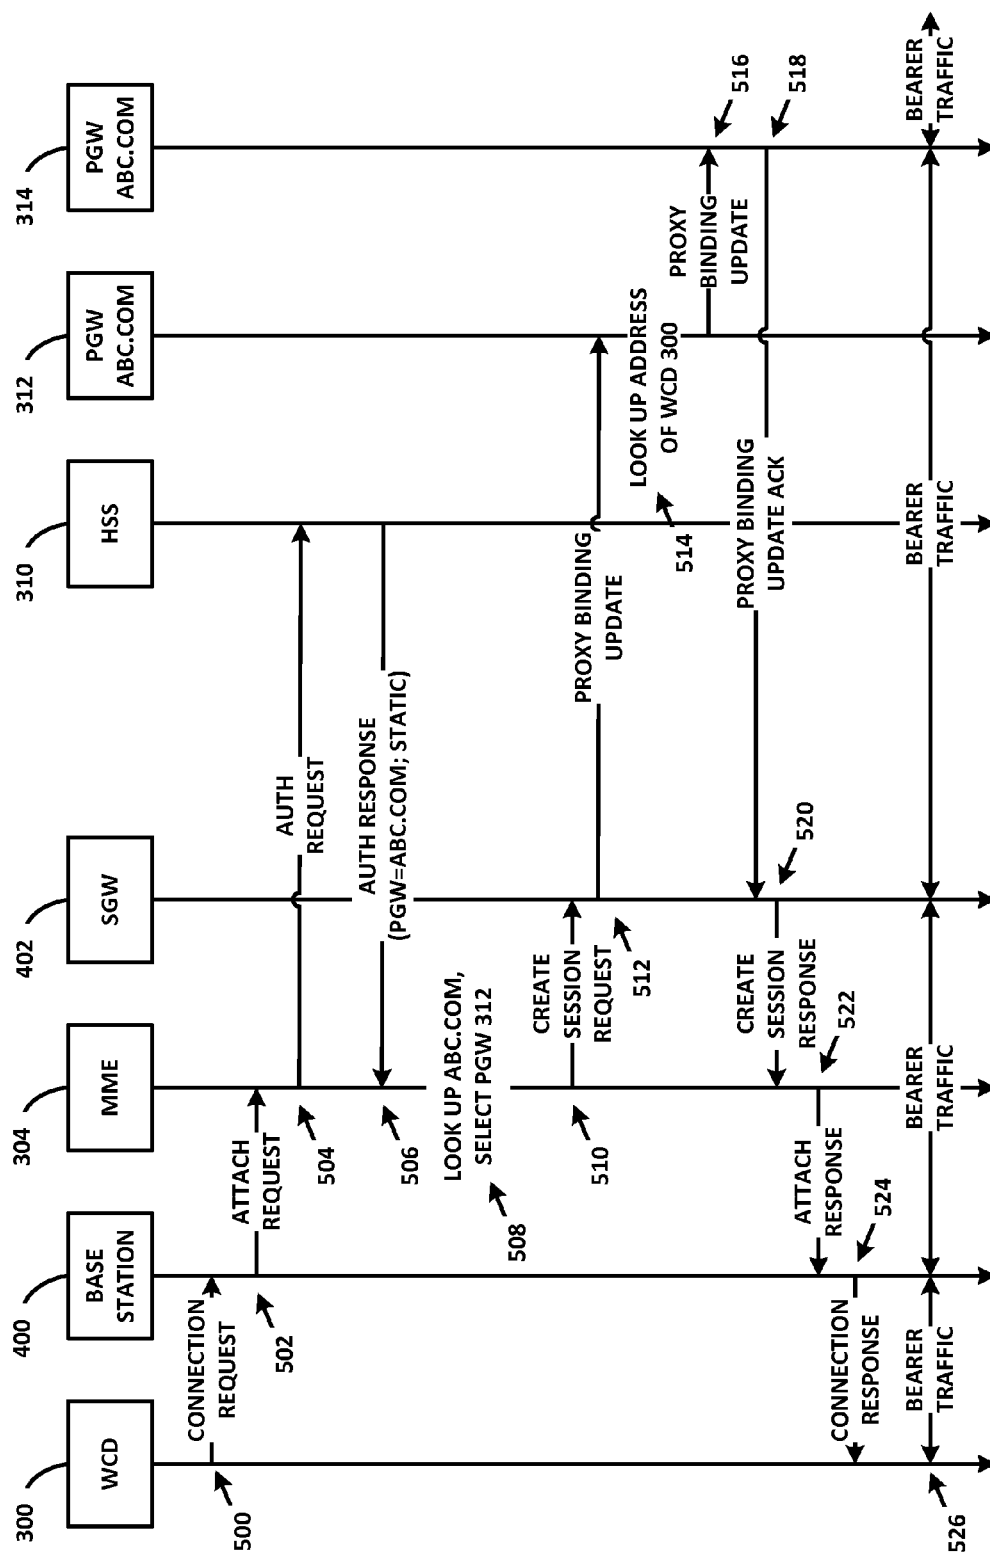 300
WCD
400
BASE
STATION
304
MME
402
SGW
310
HSS
312
PGW
ABC.COM
314
PGW
ABC.COM
CONNECTION
REQUEST
500
ATTACH
REQUEST
502
AUTH
REQUEST
504
AUTH RESPONSE
(PGW=ABC.COM; STATIC)
506
LOOK UP ABC.COM,
SELECT PGW 312
508
CREATE
SESSION
REQUEST
510
PROXY BINDING
UPDATE
512
LOOK UP ADDRESS
OF WCD 300
514
PROXY
BINDING
UPDATE
516
PROXY BINDING
UPDATE ACK
518
CREATE
SESSION
RESPONSE
520
ATTACH
RESPONSE
522
CONNECTION
RESPONSE
524
BEARER
TRAFFIC
BEARER
TRAFFIC
BEARER
TRAFFIC
BEARER
TRAFFIC
526